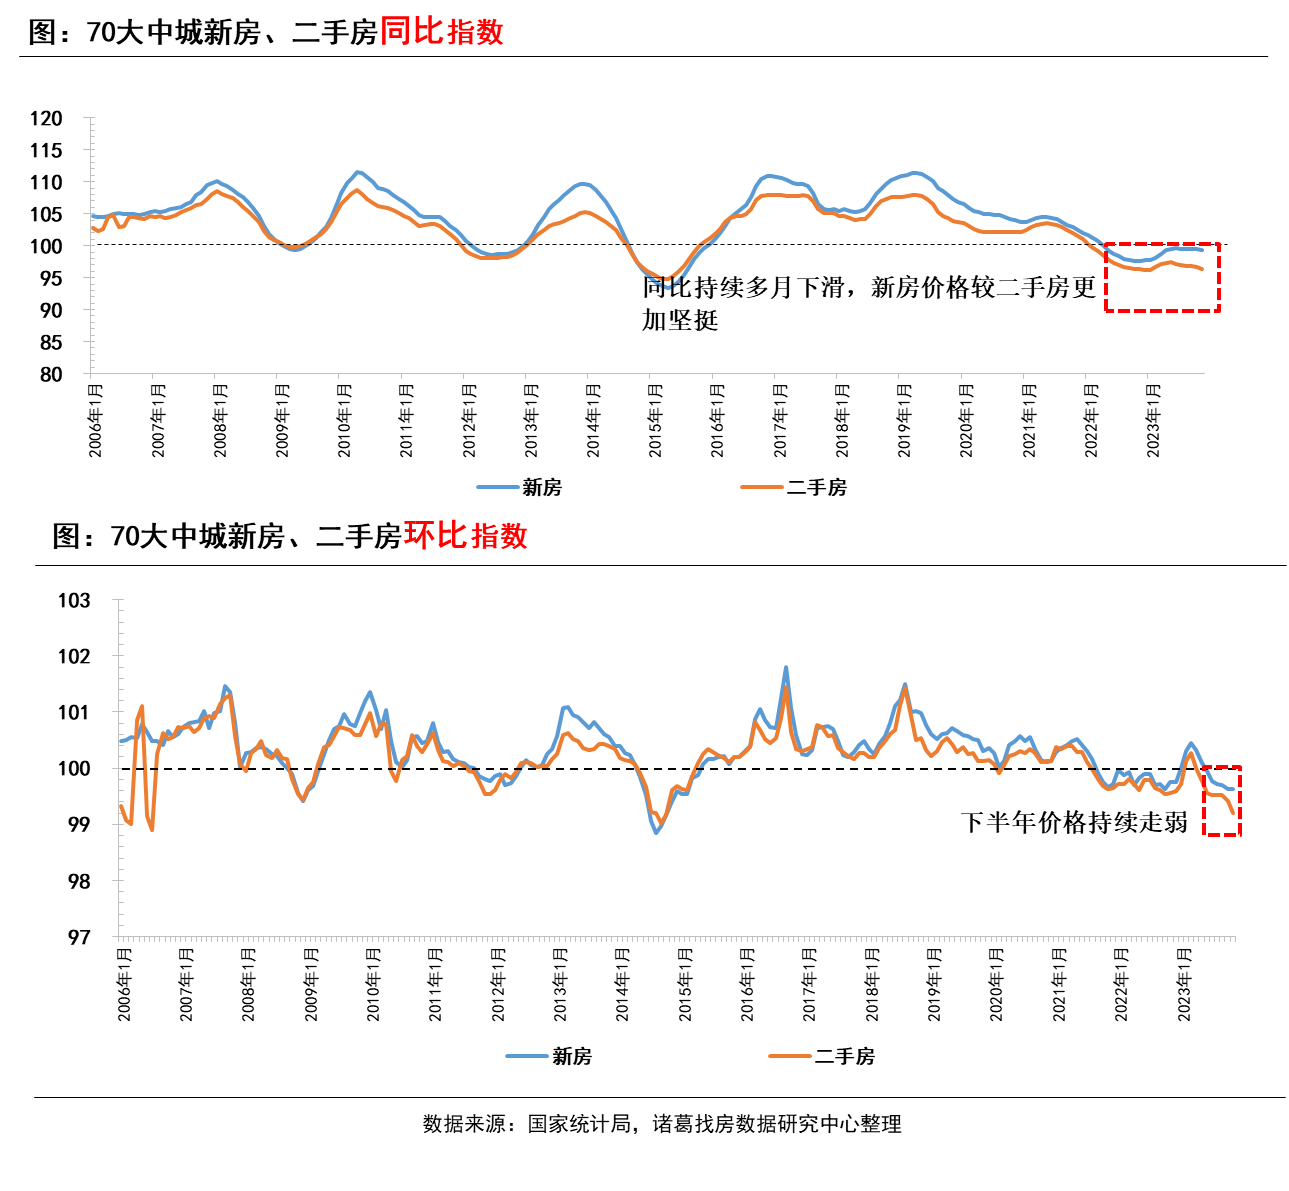 图：70大中城新房、二手房同比指数
120
115
110
105
100
95
90
85
80
同比持续多月下滑，新房价格较二手房更
加坚挺
2006年1月
2007年1月
2008年1月
2009年1月
2010年1月
2011年1月
2012年1月
2013年1月
2014年1月
2015年1月
2016年1月
2017年1月
2018年1月
2019年1月
2020年1月
2021年1月
2022年1月
2023年1月
新房 二手房
图：70大中城新房、二手房环比指数
103
102
101
100
99
98
97
下半年价格持续走弱
2006年1月
2007年1月
2008年1月
2009年1月
2010年1月
2011年1月
2012年1月
2013年1月
2014年1月
2015年1月
2016年1月
2017年1月
2018年1月
2019年1月
2020年1月
2021年1月
2022年1月
2023年1月
新房 二手房
数据来源：国家统计局，诸葛找房数据研究中心整理